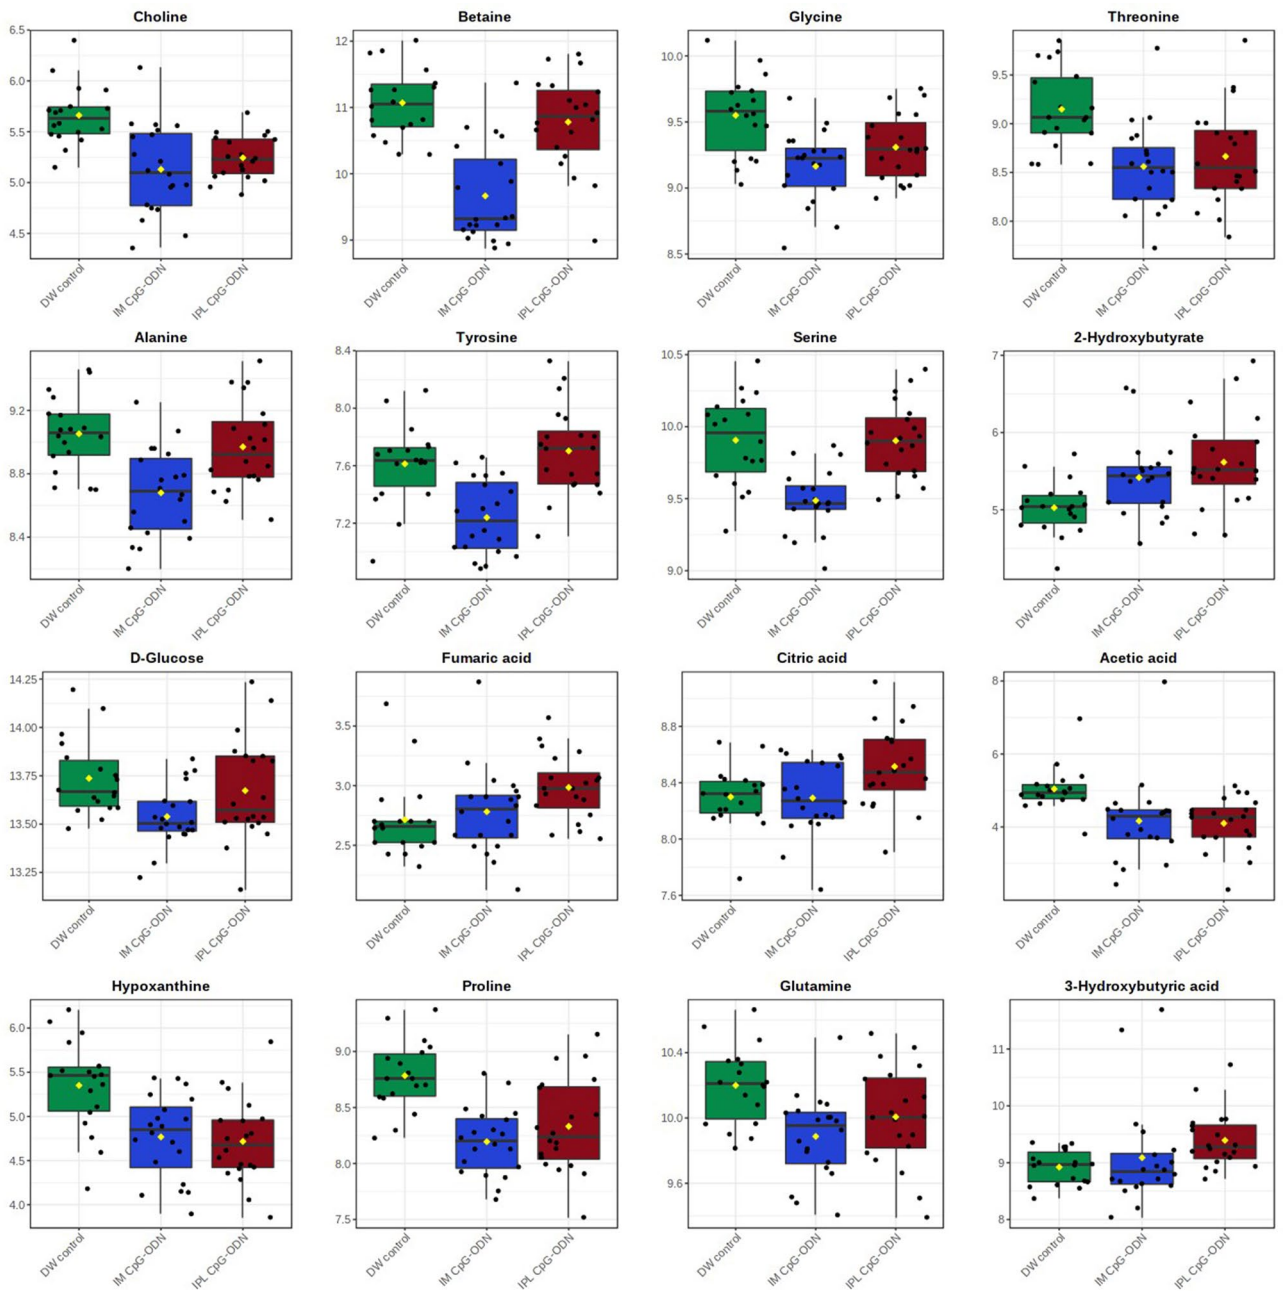 Choline
Betaine
Glycine
Threonine
6.5
6.0
5.5
5.0
4.5
12
11
10
9
10.0
9.5
9.0
8.5
9.5
9.0
8.5
8.0
DW control
IM CpG-ODN
IPL CpG-ODN
DW control
IM CpG-ODN
IPL CpG-ODN
DW control
IM CpG-ODN
IPL CpG-ODN
DW control
IM CpG-ODN
IPL CpG-ODN
Alanine
Tyrosine
Serine
2-Hydroxybutyrate
9.2
8.8
8.4
8.4
8.0
7.6
7.2
10.5
10.0
9.5
9.0
7
6
5
DW control
IM CpG-ODN
IPL CpG-ODN
DW control
IM CpG-ODN
IPL CpG-ODN
DW control
IM CpG-ODN
IPL CpG-ODN
DW control
IM CpG-ODN
IPL CpG-ODN
D-Glucose
Fumaric acid
Citric acid
Acetic acid
14.25
14.00
13.75
13.50
13.25
3.5
3.0
2.5
8.8
8.4
8.0
7.6
8
6
4
DW control
IM CpG-ODN
IPL CpG-ODN
DW control
IM CpG-ODN
IPL CpG-ODN
DW control
IM CpG-ODN
IPL CpG-ODN
DW control
IM CpG-ODN
IPL CpG-ODN
Hypoxanthine
Proline
Glutamine
3-Hydroxybutyric acid
6.0
5.5
5.0
4.5
4.0
9.0
8.5
8.0
7.5
10.4
10.0
9.6
11
10
9
8
DW control
IM CpG-ODN
IPL CpG-ODN
DW control
IM CpG-ODN
IPL CpG-ODN
DW control
IM CpG-ODN
IPL CpG-ODN
DW control
IM CpG-ODN
IPL CpG-ODN